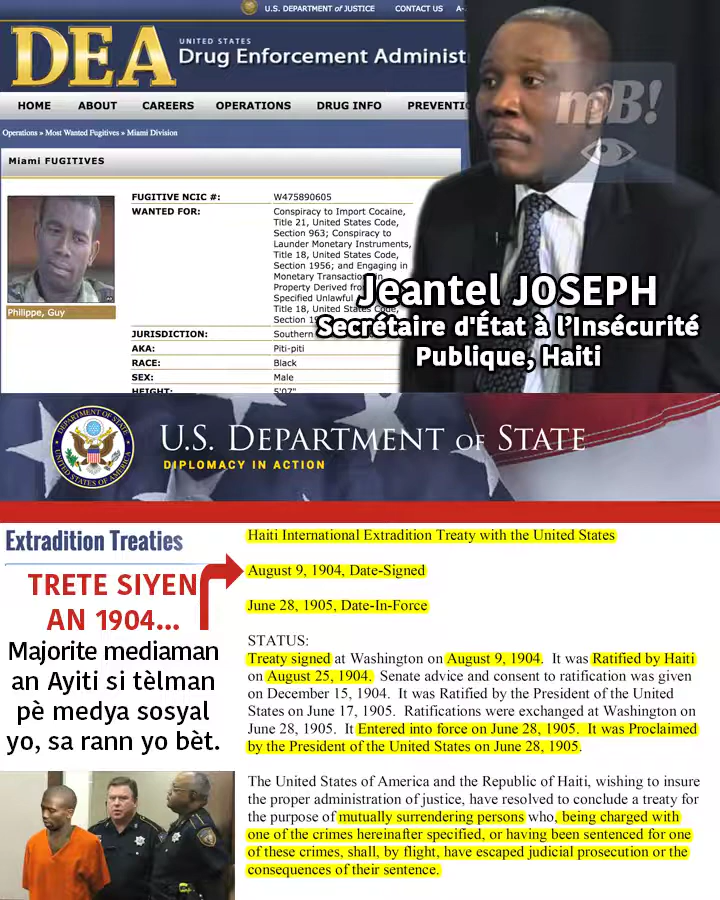 U.S. DEPARTMENT of JUSTICE CONTACT US A-
DEA
UNITED STATES
Drug Enforcement Administ
HOME ABOUT CAREERS OPERATIONS DRUG INFO PREVENTIO
Operations » Most Wanted Fugitives » Miami Division
mB!
Miami FUGITIVES
FUGITIVE NCIC #: W475890605
WANTED FOR: Conspiracy to Import Cocaine,
Title 21, United States Code,
Section 963; Conspiracy to
Launder Monetary Instruments,
Title 18, United States Code,
Section 1956; and Engaging in
Monetary Transactions in
Property Derived from
Specified Unlawful
Title 18, United States Code,
Section 19
Philippe, Guy
JURISDICTION: Southern
AKA: Piti-piti
RACE: Black
SEX: Male
HEIGHT: 5'07"
Jeantel JOSEPH
Secrétaire d'État à l’Insécurité
Publique, Haiti
DEPARTMENT OF STATE
UNITED STATES OF AMERICA
U.S. DEPARTMENT OF STATE
DIPLOMACY IN ACTION
Extradition Treaties
TRETE SIYEN
AN 1904...
Majorite mediaman
an Ayiti si tèlman
pè medya sosyal
yo, sa rann yo bèt.
Haiti International Extradition Treaty with the United States
August 9, 1904, Date-Signed
June 28, 1905, Date-In-Force
STATUS:
Treaty signed at Washington on August 9, 1904. It was Ratified by Haiti
on August 25, 1904. Senate advice and consent to ratification was given
on December 15, 1904. It was Ratified by the President of the United
States on June 17, 1905. Ratifications were exchanged at Washington on
June 28, 1905. It Entered into force on June 28, 1905. It was Proclaimed
by the President of the United States on June 28, 1905.
The United States of America and the Republic of Haiti, wishing to insure
the proper administration of justice, have resolved to conclude a treaty for
the purpose of mutually surrendering persons who, being charged with
one of the crimes hereinafter specified, or having been sentenced for one
of these crimes, shall, by flight, have escaped judicial prosecution or the
consequences of their sentence.